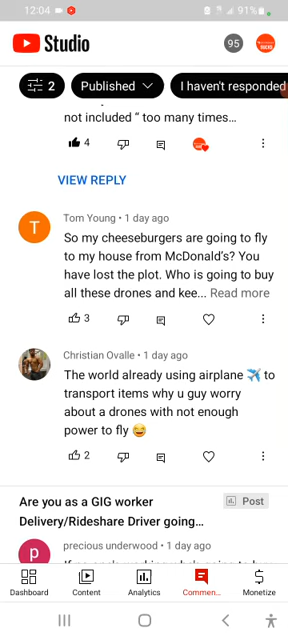 12:04
91%
Studio
95
2
Published
I haven't responded
not included “ too many times...
4
VIEW REPLY
T
Tom Young • 1 day ago
So my cheeseburgers are going to fly
to my house from McDonald's? You
have lost the plot. Who is going to buy
all these drones and kee... Read more
3
Christian Ovalle • 1 day ago
The world already using airplane ✈️ to
transport items why u guy worry
about a drones with not enough
power to fly 😂
2
Are you as a GIG worker
Delivery/Rideshare Driver going...
Post
p
precious underwood • 1 day ago
Dashboard
Content
Analytics
Commen...
Monetize